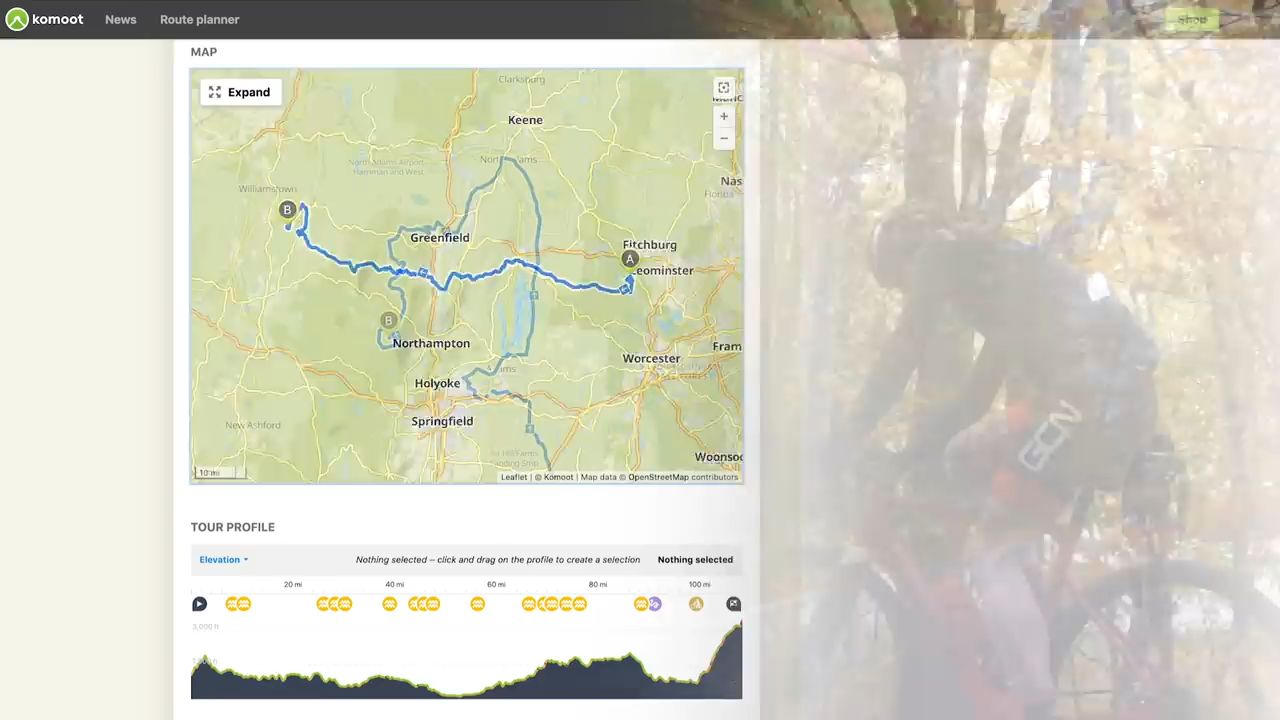 komoot News Route planner
MAP
Expand
Clarksburg
+
−
Keene
North Adams Airport
Harriman and West
Williamstown
Nas
Florida
B
Greenfield
Fitchburg
A
Leominster
B
Northampton
Fram
Worcester
Holyoke
New Ashford
Springfield
Woonsoc
10 mi
Leaflet | © Komoot | Map data © OpenStreetMap contributors
GCN
TOUR PROFILE
Elevation
Nothing selected – click and drag on the profile to create a selection
Nothing selected
20 mi 40 mi 60 mi 80 mi 100 mi
3,000 ft